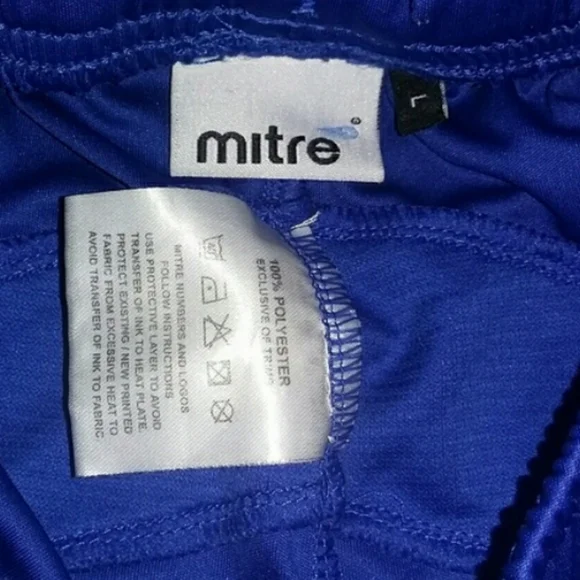 mitre
L
100% POLYESTER
EXCLUSIVE OF TRIMS
40
MITRE NUMBERS AND LOGOS
FOLLOW INSTRUCTIONS
USE PROTECTIVE LAYER TO AVOID
TRANSFER OF INK TO HEAT PLATE.
PROTECT EXISTING / NEW PRINTED
FABRIC FROM EXCESSIVE HEAT TO
AVOID TRANSFER OF INK TO FABRIC